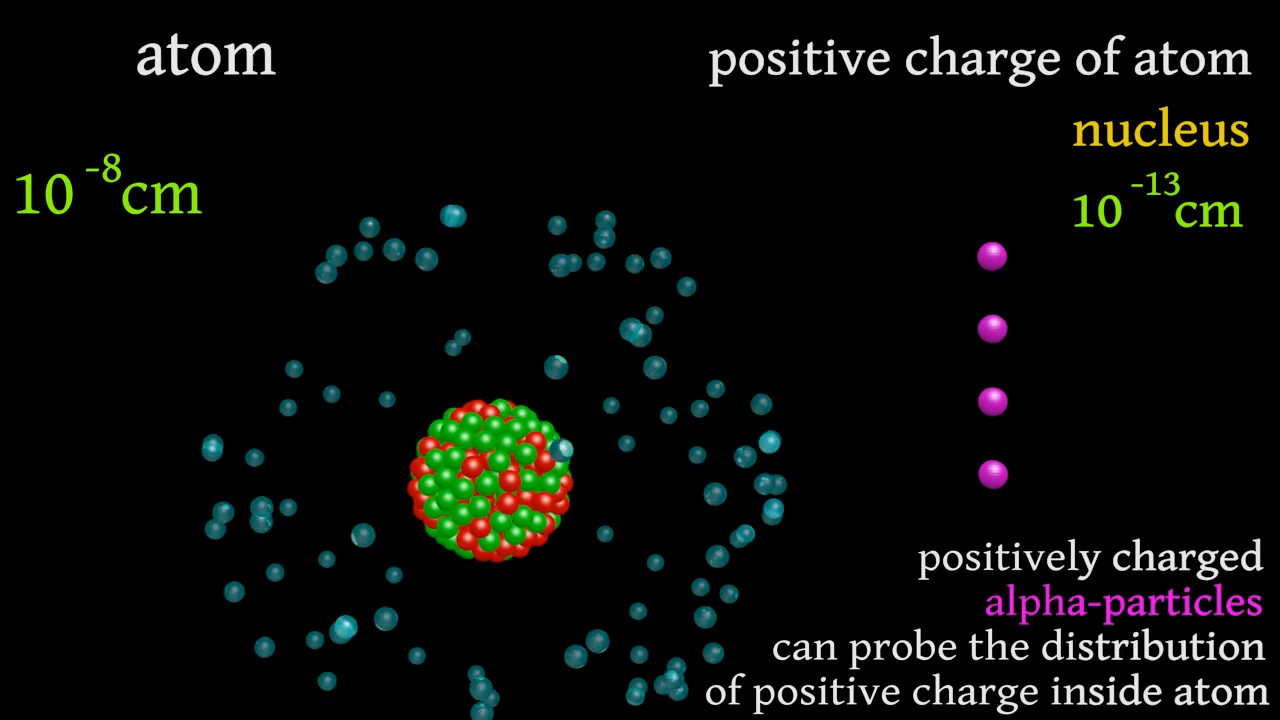 atom
positive charge of atom
nucleus
10⁻⁸cm
10⁻¹³cm
positively charged
alpha-particles
can probe the distribution
of positive charge inside atom